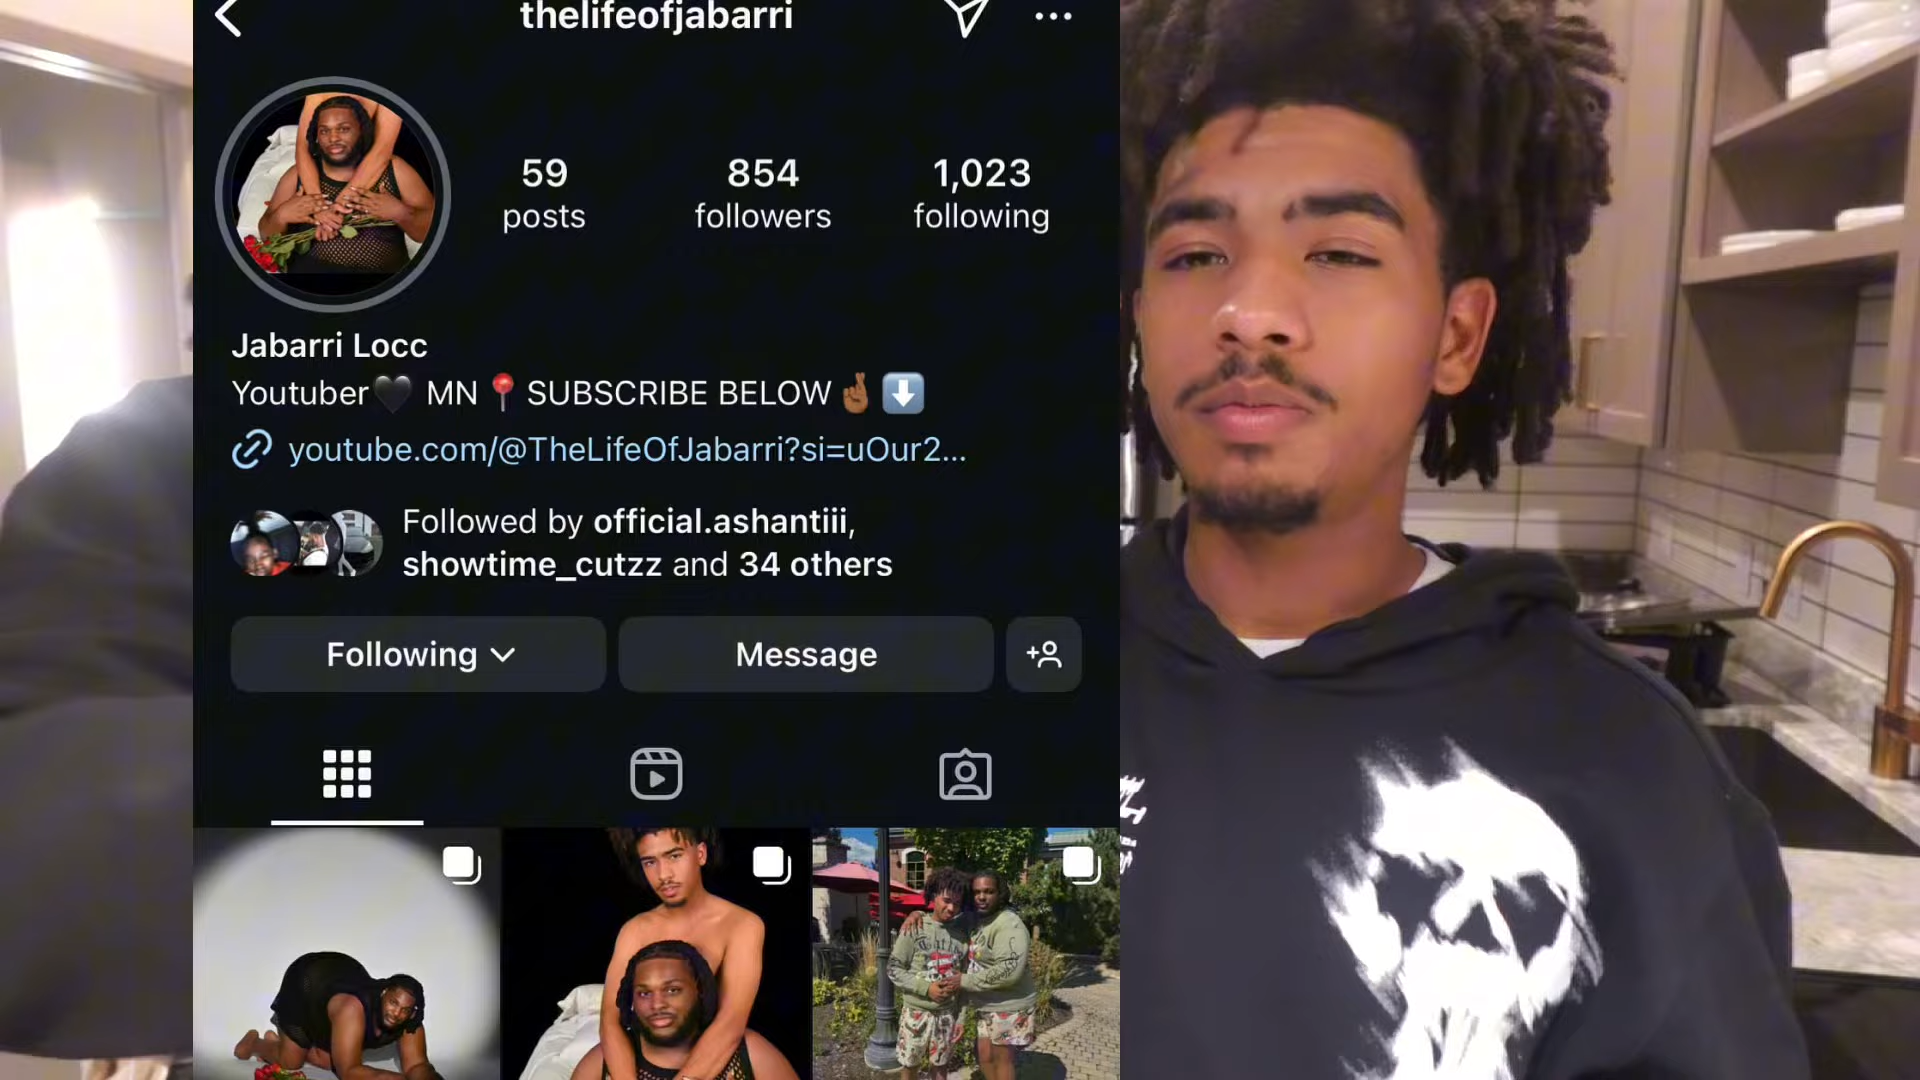 thelifeofjabarri
59 854 1,023
posts followers following
Jabarri Locc
Youtuber🖤 MN📍SUBSCRIBE BELOW🤞🏾⬇️
youtube.com/@TheLifeOfJabarri?si=uOur2...
Followed by official.ashantiii,
showtime_cutzz and 34 others
Following Message